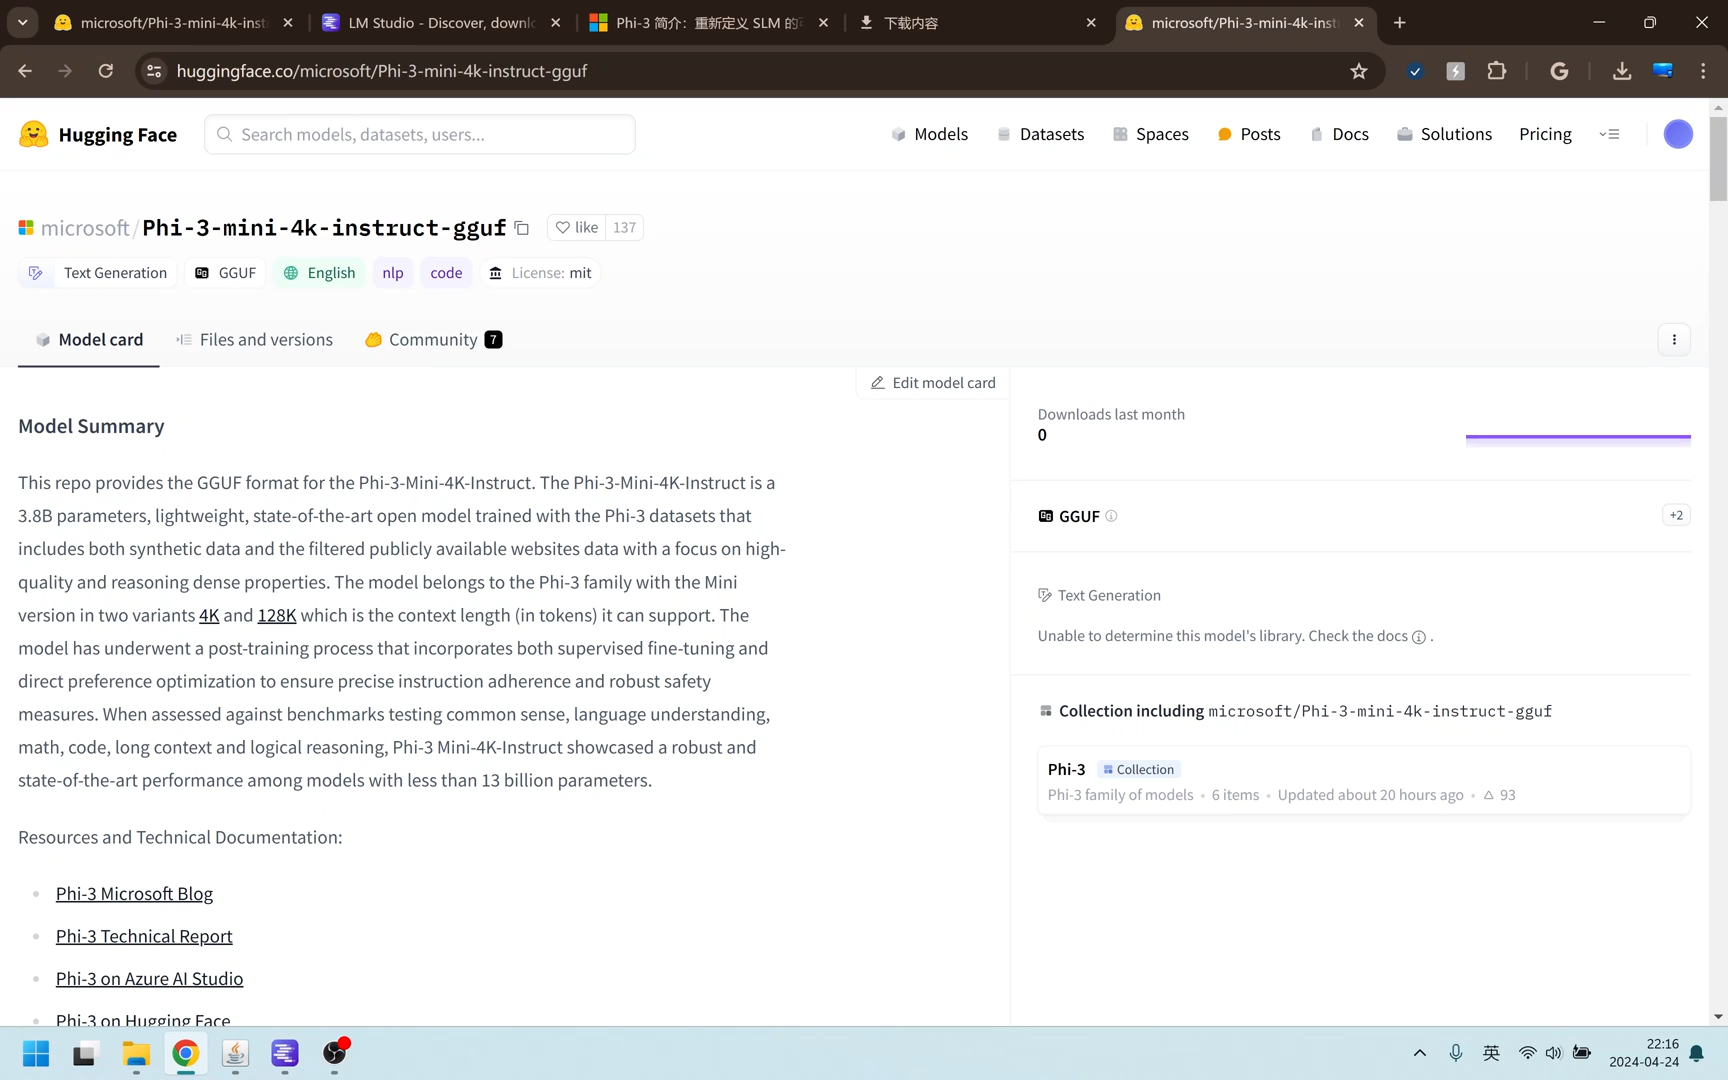 microsoft/Phi-3-mini-4k-inst
LM Studio - Discover, downl
Phi-3 简介：重新定义 SLM 的
下载内容
microsoft/Phi-3-mini-4k-inst
huggingface.co/microsoft/Phi-3-mini-4k-instruct-gguf
Hugging Face
Search models, datasets, users...
Models
Datasets
Spaces
Posts
Docs
Solutions
Pricing
microsoft/Phi-3-mini-4k-instruct-gguf
like 137
Text Generation
GGUF
English
nlp
code
License: mit
Model card
Files and versions
Community 7
Edit model card
Model Summary
This repo provides the GGUF format for the Phi-3-Mini-4K-Instruct. The Phi-3-Mini-4K-Instruct is a
3.8B parameters, lightweight, state-of-the-art open model trained with the Phi-3 datasets that
includes both synthetic data and the filtered publicly available websites data with a focus on high-
quality and reasoning dense properties. The model belongs to the Phi-3 family with the Mini
version in two variants 4K and 128K which is the context length (in tokens) it can support. The
model has underwent a post-training process that incorporates both supervised fine-tuning and
direct preference optimization to ensure precise instruction adherence and robust safety
measures. When assessed against benchmarks testing common sense, language understanding,
math, code, long context and logical reasoning, Phi-3 Mini-4K-Instruct showcased a robust and
state-of-the-art performance among models with less than 13 billion parameters.
Resources and Technical Documentation:
Phi-3 Microsoft Blog
Phi-3 Technical Report
Phi-3 on Azure AI Studio
Phi-3 on Hugging Face
Downloads last month
0
GGUF
+2
Text Generation
Unable to determine this model's library. Check the docs .
Collection including microsoft/Phi-3-mini-4k-instruct-gguf
Phi-3 Collection
Phi-3 family of models • 6 items • Updated about 20 hours ago • 93
英
22:16
2024-04-24